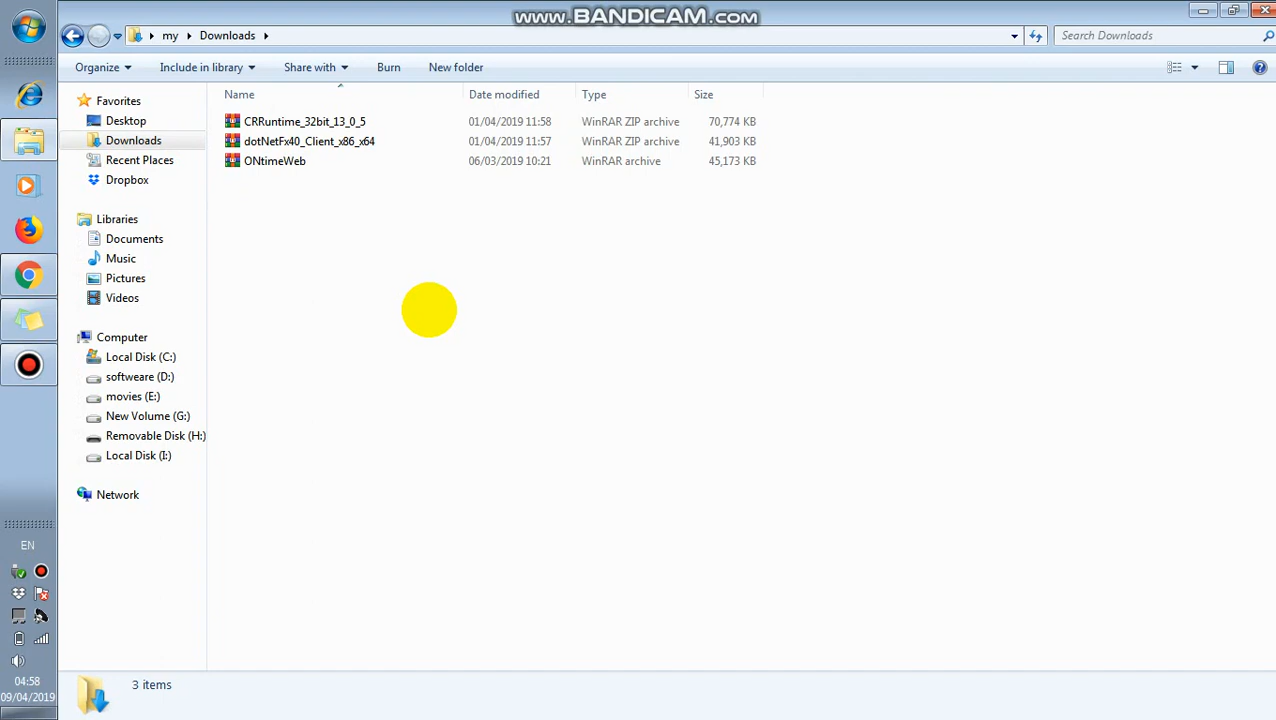 www.BANDICAM.com
my Downloads
Search Downloads
Organize Include in library Share with Burn New folder
Name Date modified Type Size
CRRuntime_32bit_13_0_5 01/04/2019 11:58 WinRAR ZIP archive 70,774 KB
dotNetFx40_Client_x86_x64 01/04/2019 11:57 WinRAR ZIP archive 41,903 KB
ONtimeWeb 06/03/2019 10:21 WinRAR archive 45,173 KB
Favorites
Desktop
Downloads
Recent Places
Dropbox
Libraries
Documents
Music
Pictures
Videos
Computer
Local Disk (C:)
softweare (D:)
movies (E:)
New Volume (G:)
Removable Disk (H:)
Local Disk (I:)
Network
3 items
EN
04:58
09/04/2019